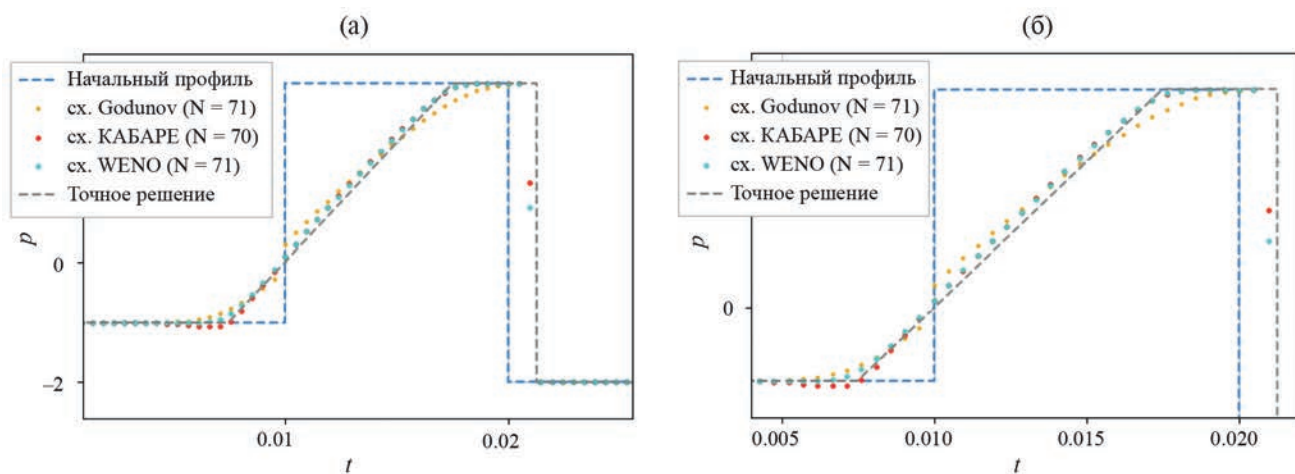 (а)
Начальный профиль
сх. Godunov (N = 71)
сх. КАБАРЕ (N = 70)
сх. WENO (N = 71)
Точное решение
p
0
–2
0.01
0.02
t
(б)
Начальный профиль
сх. Godunov (N = 71)
сх. КАБАРЕ (N = 70)
сх. WENO (N = 71)
Точное решение
p
0
0.005
0.010
0.015
0.020
t